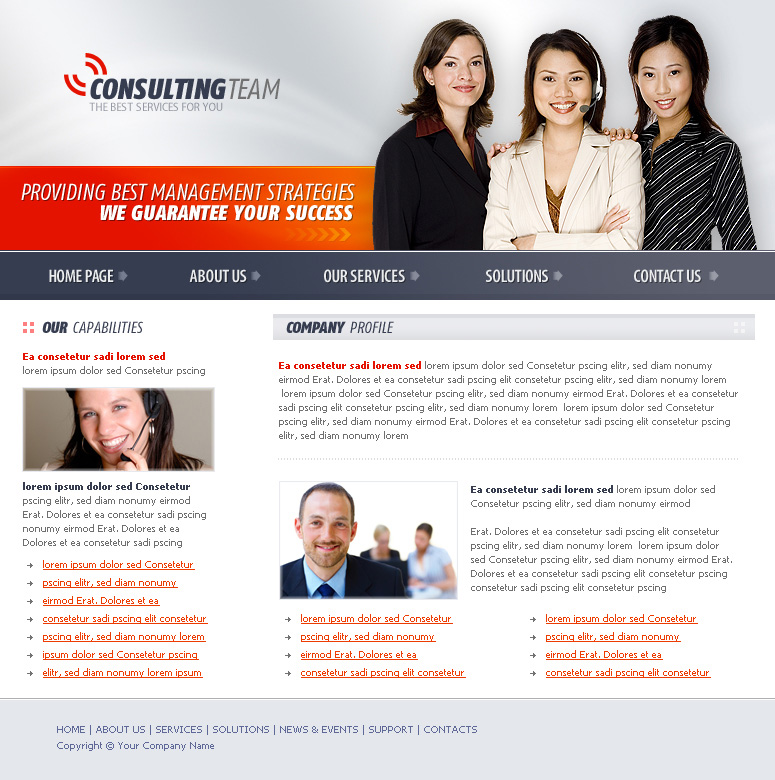 CONSULTING TEAM
THE BEST SERVICES FOR YOU
PROVIDING BEST MANAGEMENT STRATEGIES
WE GUARANTEE YOUR SUCCESS
HOME PAGE
ABOUT US
OUR SERVICES
SOLUTIONS
CONTACT US
OUR CAPABILITIES
Ea consetetur sadi lorem sed
lorem ipsum dolor sed Consetetur pscing
lorem ipsum dolor sed Consetetur
pscing elitr, sed diam nonumy eirmod
Erat. Dolores et ea consetetur sadi
nonumy eirmod Erat. Dolores et ea
Dolores et ea consetetur sadi pscing
lorem ipsum dolor sed Consetetur
pscing elitr, sed diam nonumy
eirmod Erat. Dolores et ea
consetetur sadi pscing elit consetetur
pscing elitr, sed diam nonumy lorem
ipsum dolor sed Consetetur pscing
elitr, sed diam nonumy lorem ipsum
COMPANY PROFILE
Ea consetetur sadi lorem sed lorem ipsum dolor sed Consetetur pscing elitr, sed diam nonumy
eirmod Erat. Dolores et ea consetetur sadi pscing elit consetetur pscing elitr, sed diam nonumy lorem
lorem ipsum dolor sed Consetetur pscing elitr, sed diam nonumy eirmod Erat. Dolores et ea consetetur
sadi pscing elit consetetur pscing elitr, sed diam nonumy lorem lorem ipsum dolor sed Consetetur
pscing elitr, sed diam nonumy eirmod Erat. Dolores et ea consetetur sadi pscing elit consetetur pscing
elitr, sed diam nonumy lorem
Ea consetetur sadi lorem sed lorem ipsum dolor sed
Consetetur pscing elitr, sed diam nonumy eirmod
Erat. Dolores et ea consetetur sadi pscing elit consetetur
pscing elitr, sed diam nonumy lorem lorem ipsum dolor
sed Consetetur pscing elitr, sed diam nonumy eirmod Erat.
Dolores et ea consetetur sadi pscing elit consetetur pscing
consetetur sadi pscing elit consetetur pscing
lorem ipsum dolor sed Consetetur
pscing elitr, sed diam nonumy
eirmod Erat. Dolores et ea
consetetur sadi pscing elit consetetur
lorem ipsum dolor sed Consetetur
pscing elitr, sed diam nonumy
eirmod Erat. Dolores et ea
consetetur sadi pscing elit consetetur
HOME | ABOUT US | SERVICES | SOLUTIONS | NEWS & EVENTS | SUPPORT | CONTACTS
Copyright © Your Company Name